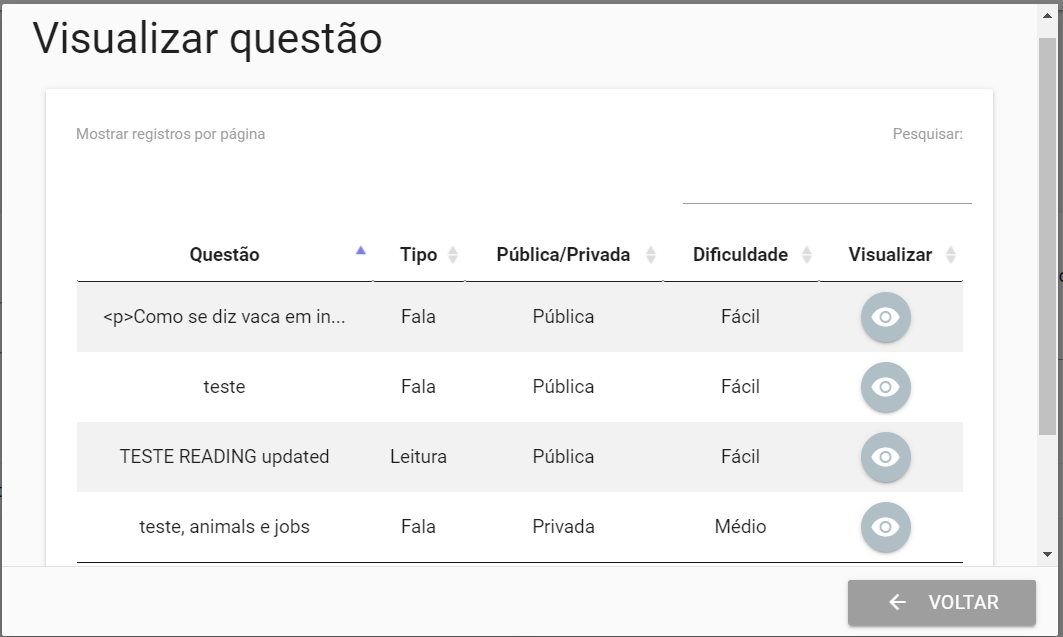 Visualizar questão
Mostrar registros por página
Pesquisar:
Questão Tipo Pública/Privada Dificuldade Visualizar
<p>Como se diz vaca em in... Fala Pública Fácil
teste Fala Pública Fácil
TESTE READING updated Leitura Pública Fácil
teste, animals e jobs Fala Privada Médio
VOLTAR